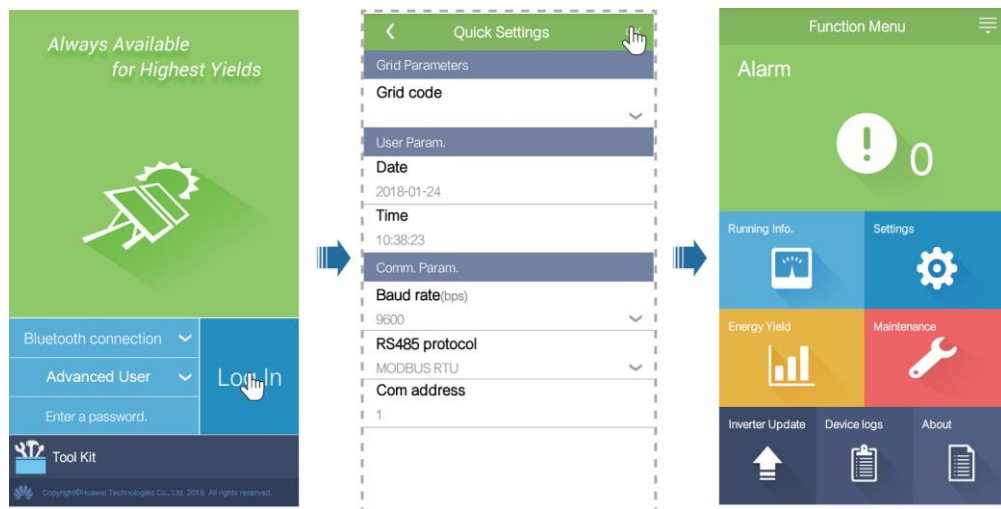 Always Available
for Highest Yields
Bluetooth connection
Advanced User
Log In
Enter a password.
Tool Kit
Copyright©Huawei Technologies Co., Ltd. 2018. All rights reserved.
Quick Settings
Grid Parameters
Grid code
User Param.
Date
2018-01-24
Time
10:38:23
Comm. Param.
Baud rate(bps)
9600
RS485 protocol
MODBUS RTU
Com address
1
Function Menu
Alarm
0
Running Info.
Settings
Energy Yield
Maintenance
Inverter Update
Device logs
About